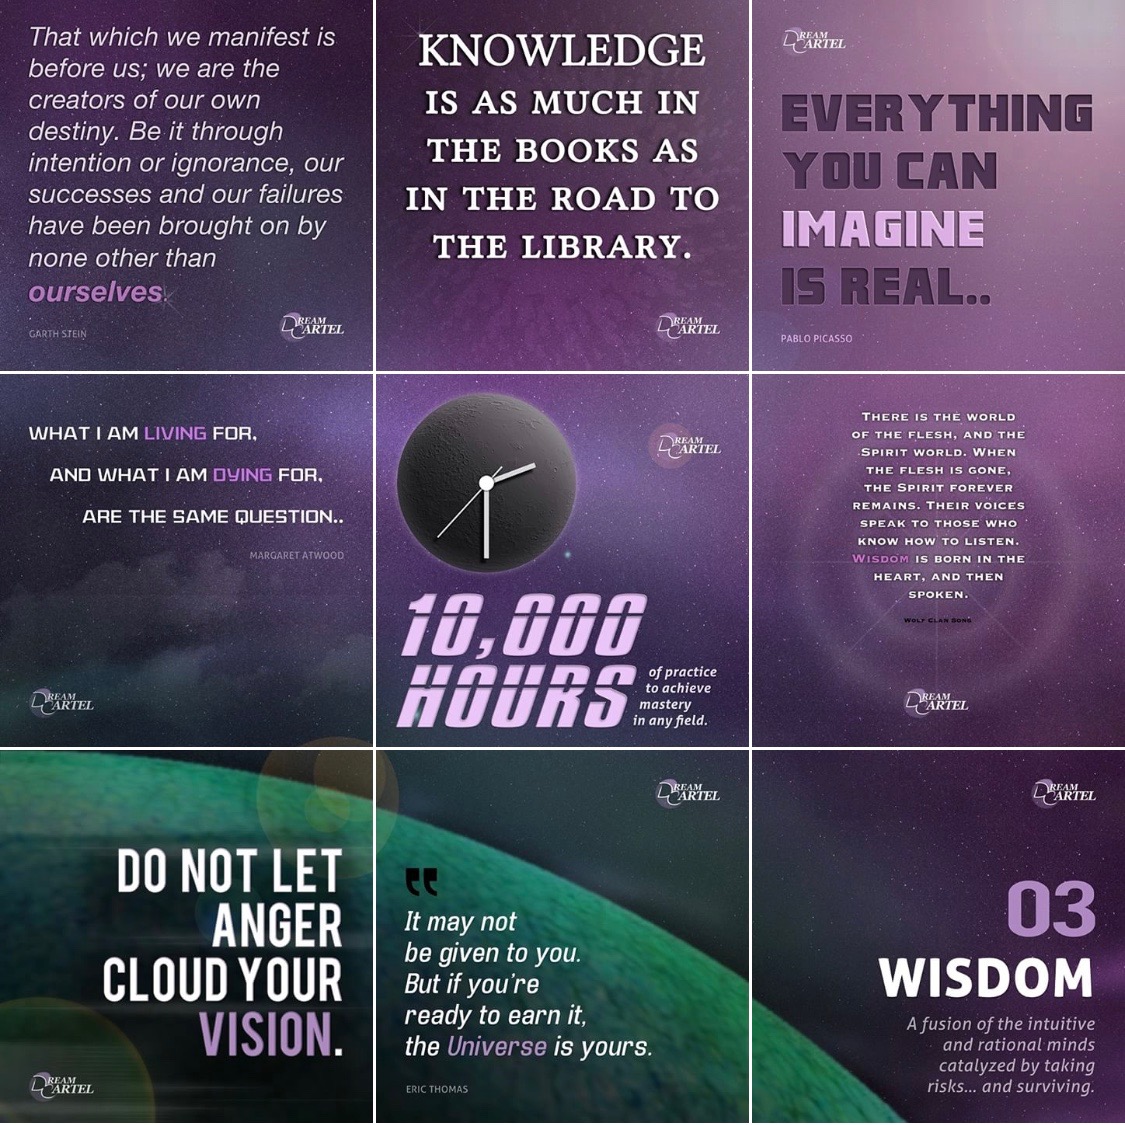 That which we manifest is
before us; we are the
creators of our own
destiny. Be it through
intention or ignorance, our
successes and our failures
have been brought on by
none other than
ourselves.
GARTH STEIN
DREAM
CARTEL
KNOWLEDGE
IS AS MUCH IN
THE BOOKS AS
IN THE ROAD TO
THE LIBRARY.
DREAM
CARTEL
DREAM
CARTEL
EVERYTHING
YOU CAN
IMAGINE
IS REAL..
PABLO PICASSO
WHAT I AM LIVING FOR,
AND WHAT I AM DYING FOR,
ARE THE SAME QUESTION..
MARGARET ATWOOD
DREAM
CARTEL
DREAM
CARTEL
10,000
HOURS
of practice
to achieve
mastery
in any field.
THERE IS THE WORLD
OF THE FLESH, AND THE
SPIRIT WORLD. WHEN
THE FLESH IS GONE,
THE SPIRIT FOREVER
REMAINS. THEIR VOICES
SPEAK TO THOSE WHO
KNOW HOW TO LISTEN.
WISDOM IS BORN IN THE
HEART, AND THEN
SPOKEN.
WOLF CLAN SONG
DREAM
CARTEL
DO NOT LET
ANGER
CLOUD YOUR
VISION.
DREAM
CARTEL
DREAM
CARTEL
"
It may not
be given to you.
But if you're
ready to earn it,
the Universe is yours.
ERIC THOMAS
DREAM
CARTEL
03
WISDOM
A fusion of the intuitive
and rational minds
catalyzed by taking
risks... and surviving.